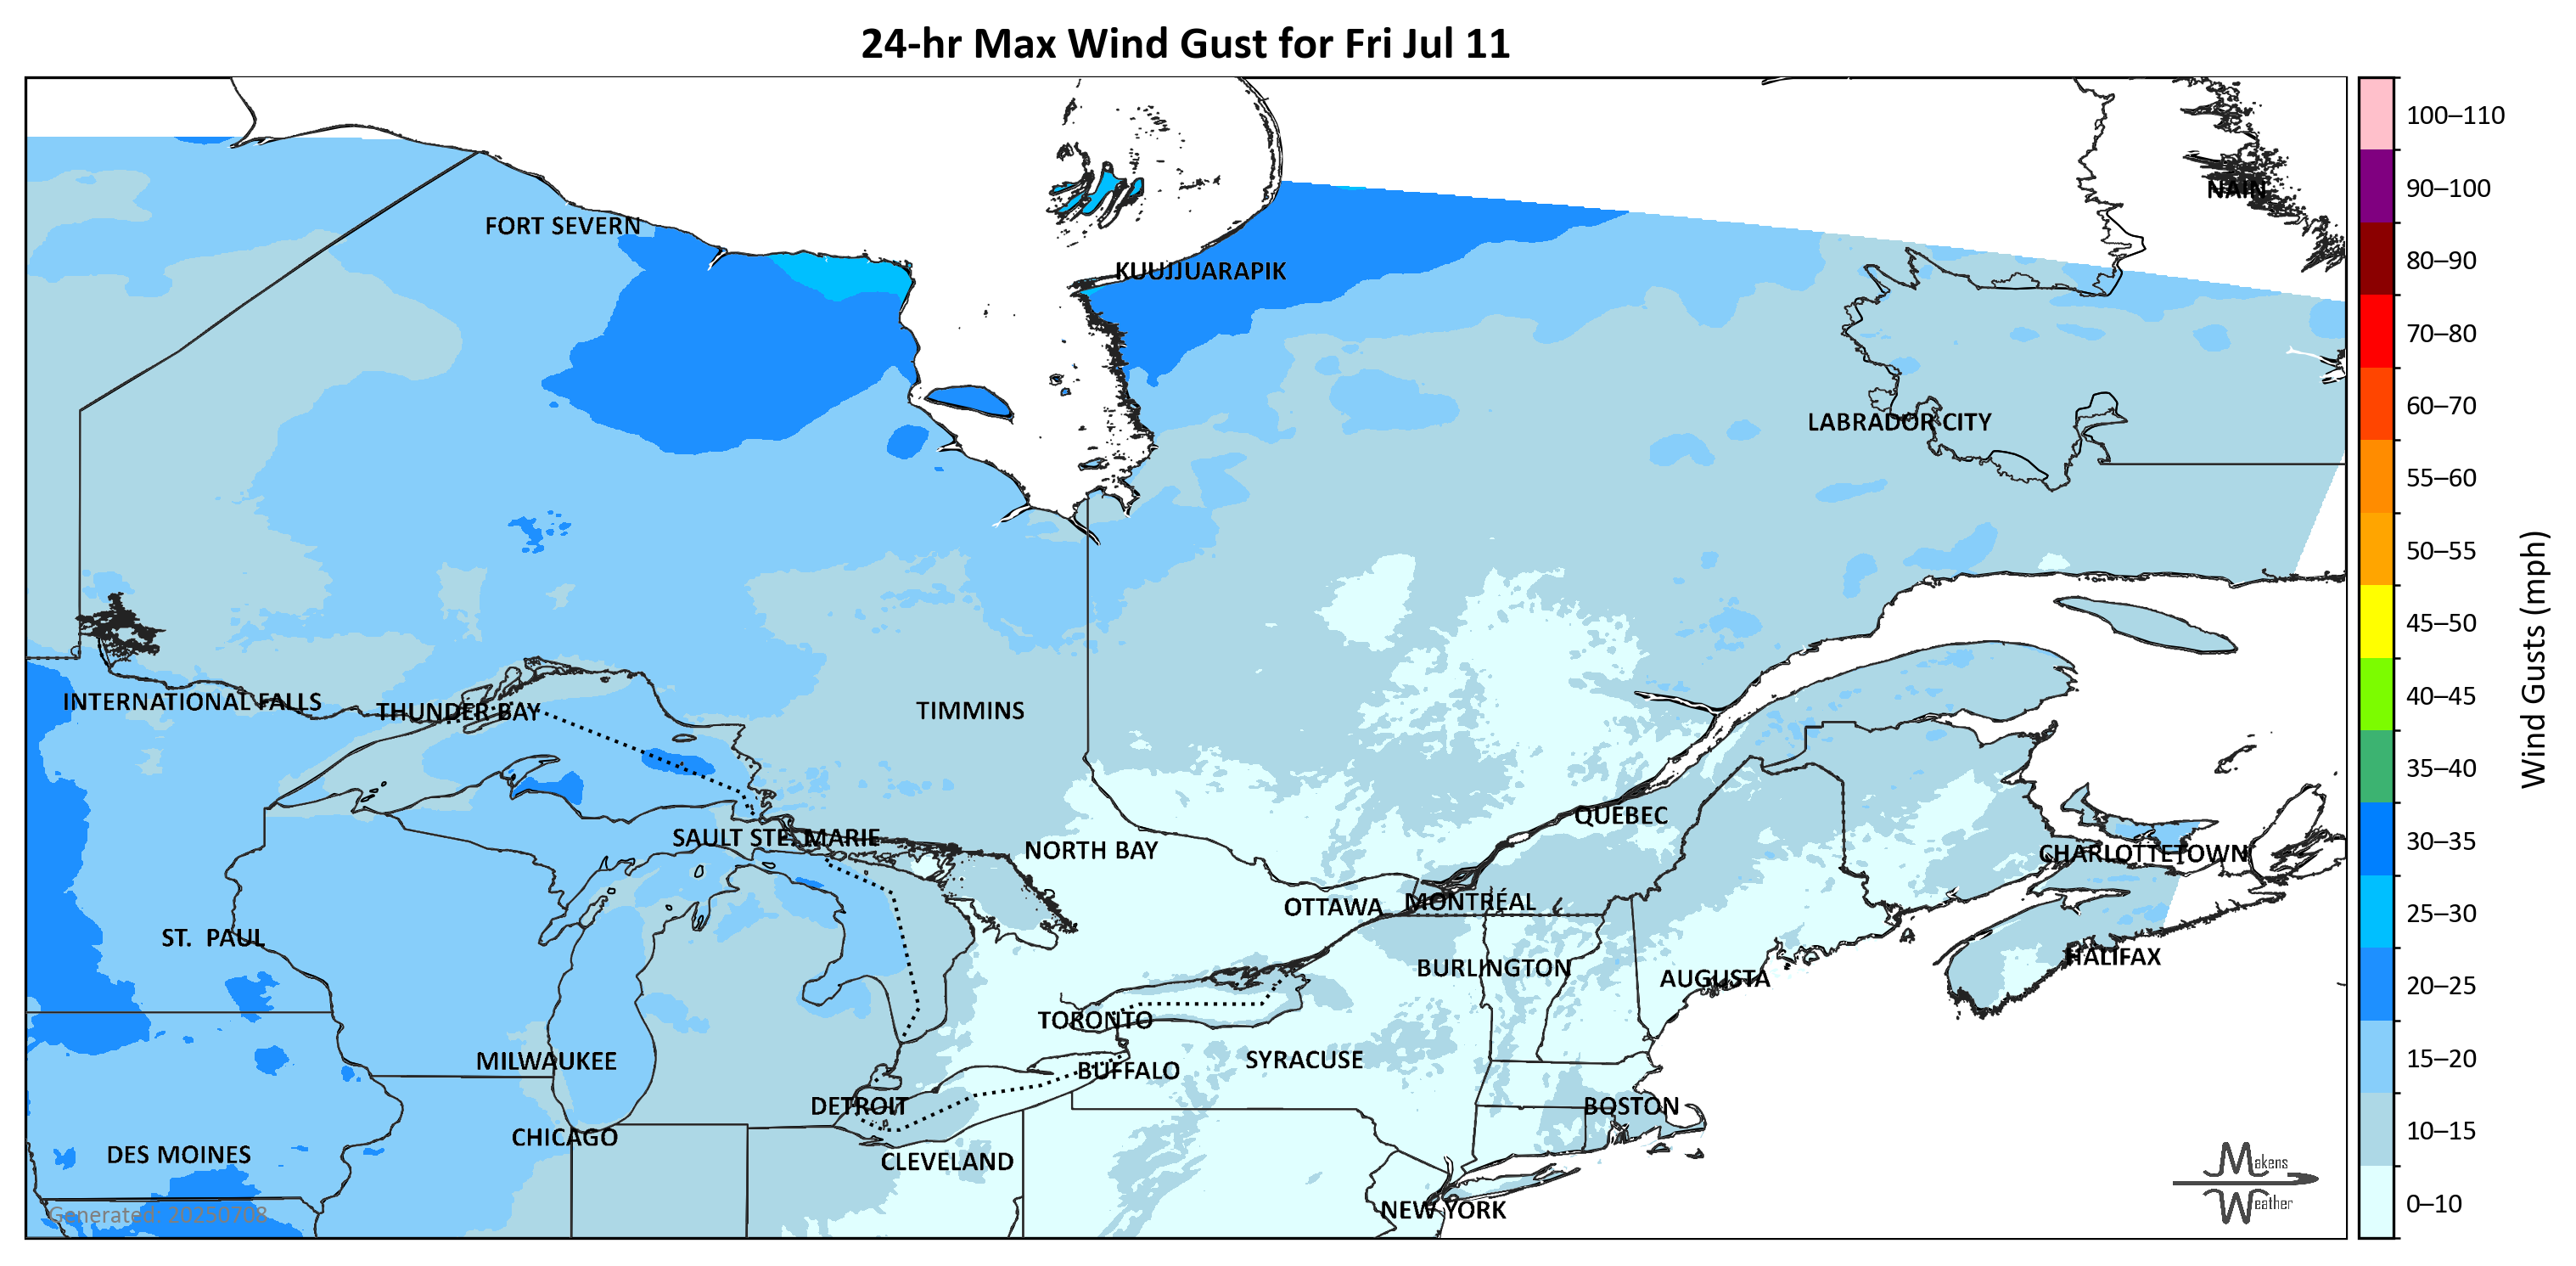 24-hr Max Wind Gust for Fri Jul 11
100–110
90–100
NAIN
FORT SEVERN
80–90
KUUJJUARAPIK
70–80
60–70
LABRADOR CITY
55–60
50–55
45–50
Wind Gusts (mph)
40–45
INTERNATIONAL FALLS
THUNDER BAY
TIMMINS
35–40
QUEBEC
30–35
SAULT STE. MARIE
NORTH BAY
CHARLOTTETOWN
OTTAWA
MONTRÉAL
25–30
ST. PAUL
HALIFAX
BURLINGTON
AUGUSTA
20–25
TORONTO
MILWAUKEE
SYRACUSE
15–20
BUFFALO
DETROIT
BOSTON
10–15
CHICAGO
DES MOINES
CLEVELAND
Makens
Weather
0–10
NEW YORK
Generated: 20250708